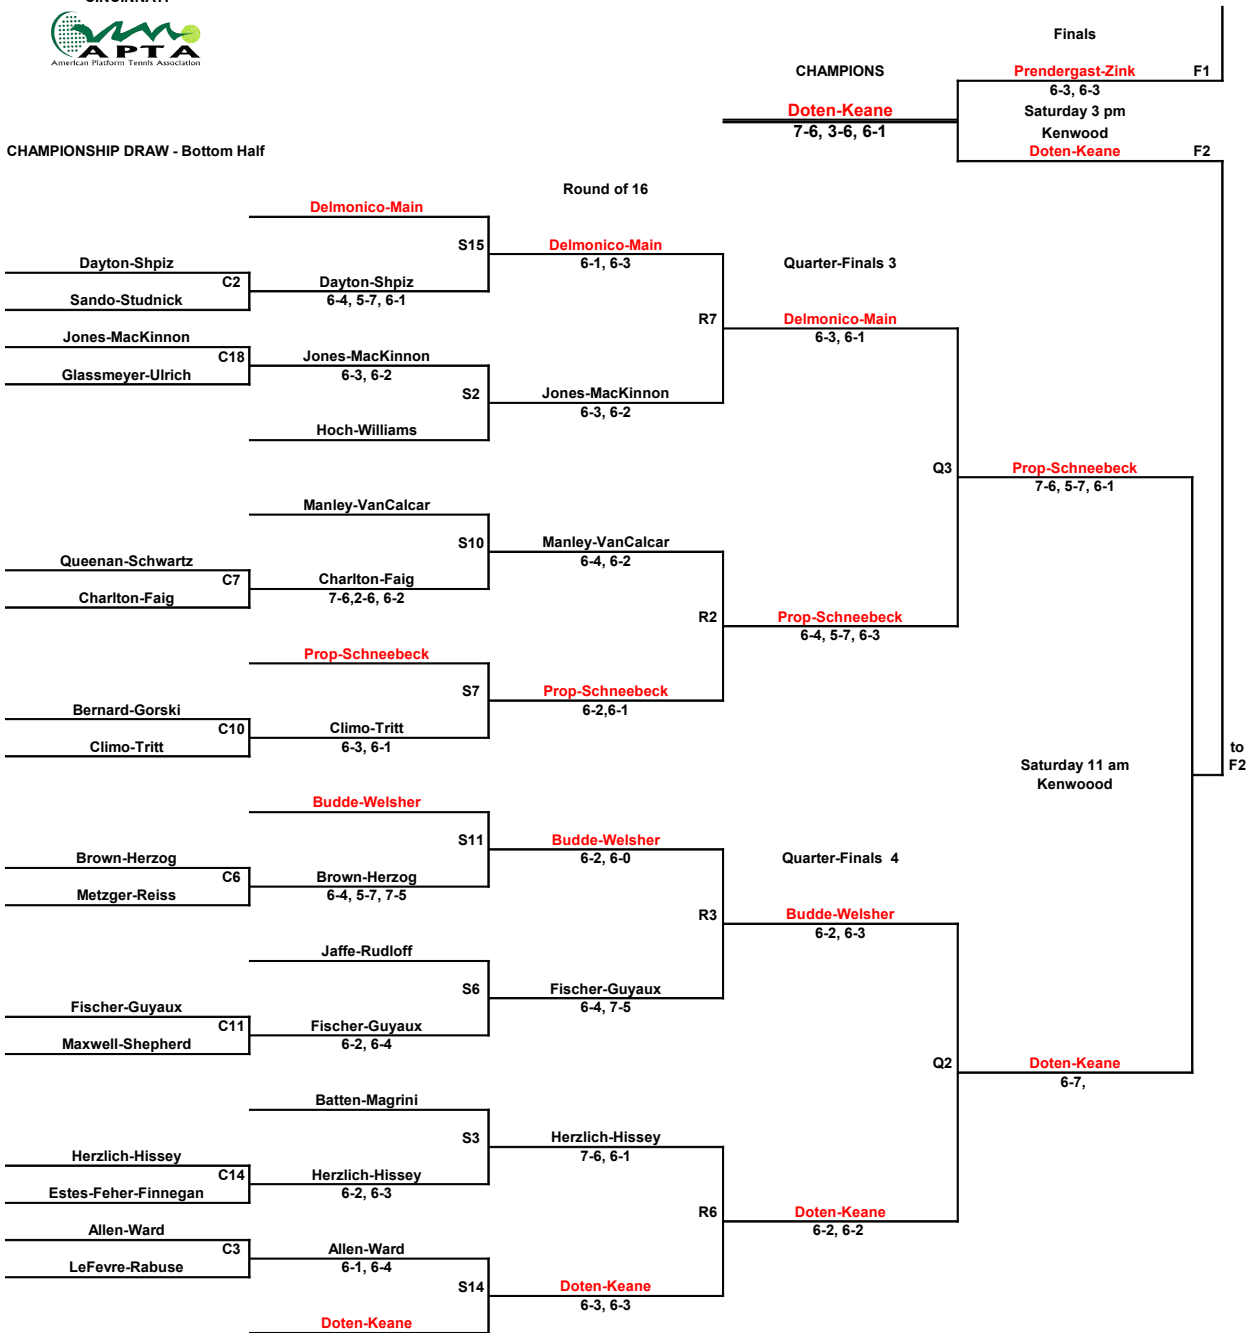 CINCINNATI
APTA
American Platform Tennis Association
Finals
CHAMPIONS
Prendergast-Zink F1
6-3, 6-3
Doten-Keane
Saturday 3 pm
7-6, 3-6, 6-1
Kenwood
CHAMPIONSHIP DRAW - Bottom Half
Doten-Keane F2
Round of 16
Delmonico-Main
S15
Delmonico-Main
6-1, 6-3
Dayton-Shpiz
Quarter-Finals 3
C2
Dayton-Shpiz
Sando-Studnick
6-4, 5-7, 6-1
R7
Delmonico-Main
6-3, 6-1
Jones-MacKinnon
C18
Jones-MacKinnon
Glassmeyer-Ulrich
6-3, 6-2
S2
Jones-MacKinnon
6-3, 6-2
Hoch-Williams
Q3
Prop-Schneebeck
7-6, 5-7, 6-1
Manley-VanCalcar
S10
Manley-VanCalcar
6-4, 6-2
Queenan-Schwartz
C7
Charlton-Faig
Charlton-Faig
7-6,2-6, 6-2
R2
Prop-Schneebeck
6-4, 5-7, 6-3
Prop-Schneebeck
S7
Prop-Schneebeck
6-2,6-1
Bernard-Gorski
C10
Climo-Tritt
Climo-Tritt
6-3, 6-1
to
F2
Saturday 11 am
Kenwoood
Budde-Welsher
S11
Budde-Welsher
6-2, 6-0
Brown-Herzog
Quarter-Finals 4
C6
Brown-Herzog
Metzger-Reiss
6-4, 5-7, 7-5
R3
Budde-Welsher
6-2, 6-3
Jaffe-Rudloff
S6
Fischer-Guyaux
6-4, 7-5
Fischer-Guyaux
C11
Fischer-Guyaux
Maxwell-Shepherd
6-2, 6-4
Q2
Doten-Keane
6-7,
Batten-Magrini
S3
Herzlich-Hissey
7-6, 6-1
Herzlich-Hissey
C14
Herzlich-Hissey
Estes-Feher-Finnegan
6-2, 6-3
R6
Doten-Keane
6-2, 6-2
Allen-Ward
C3
Allen-Ward
LeFevre-Rabuse
6-1, 6-4
S14
Doten-Keane
6-3, 6-3
Doten-Keane